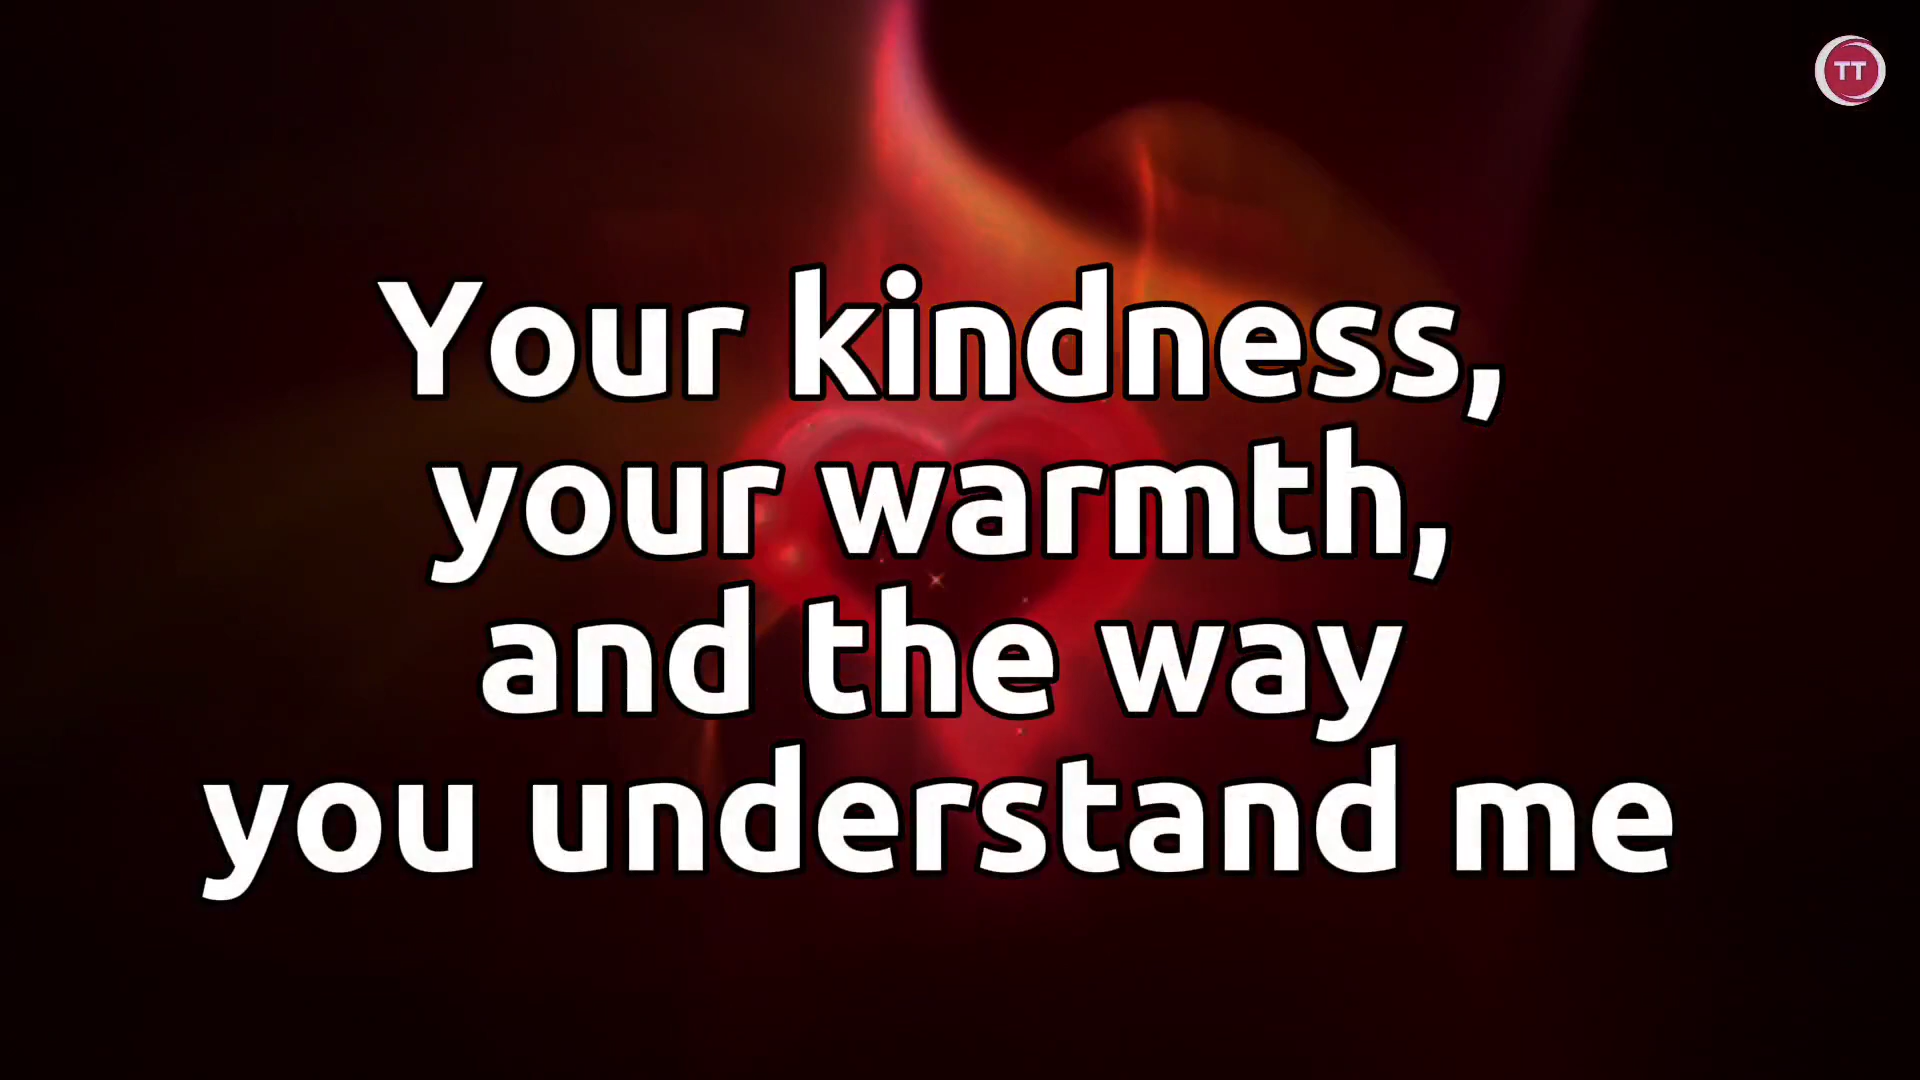 TT
Your kindness,
your warmth,
and the way
you understand me